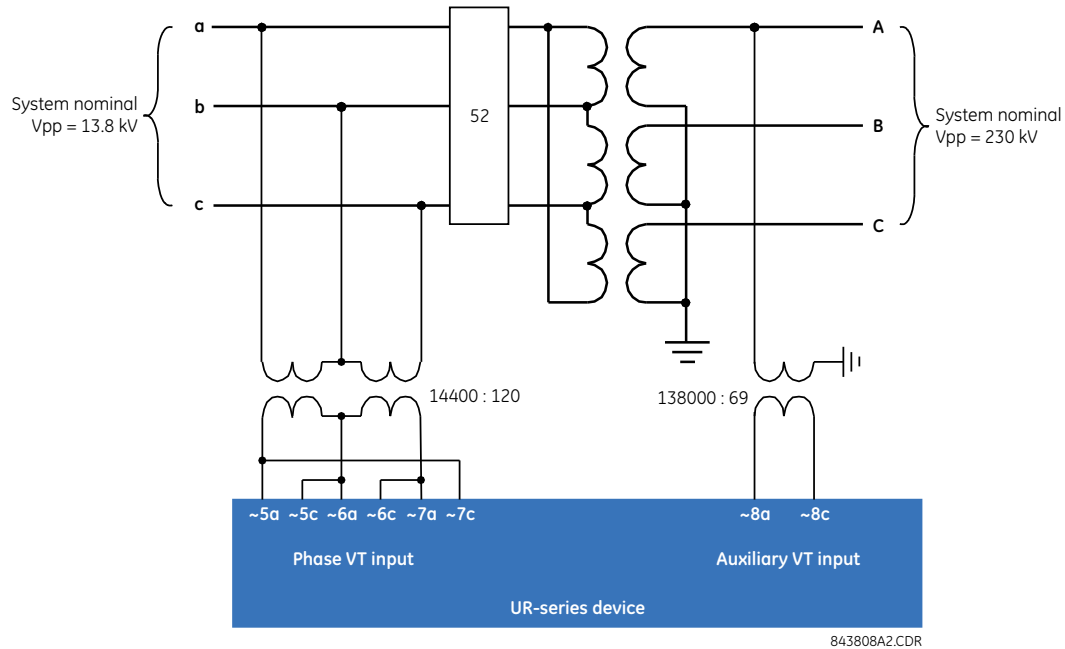 a
A
System nominal
Vpp = 13.8 kV
b
52
System nominal
Vpp = 230 kV
B
c
C
14400 : 120
138000 : 69
~5a ~5c ~6a ~6c ~7a ~7c
~8a ~8c
Phase VT input
Auxiliary VT input
UR-series device
843808A2.CDR